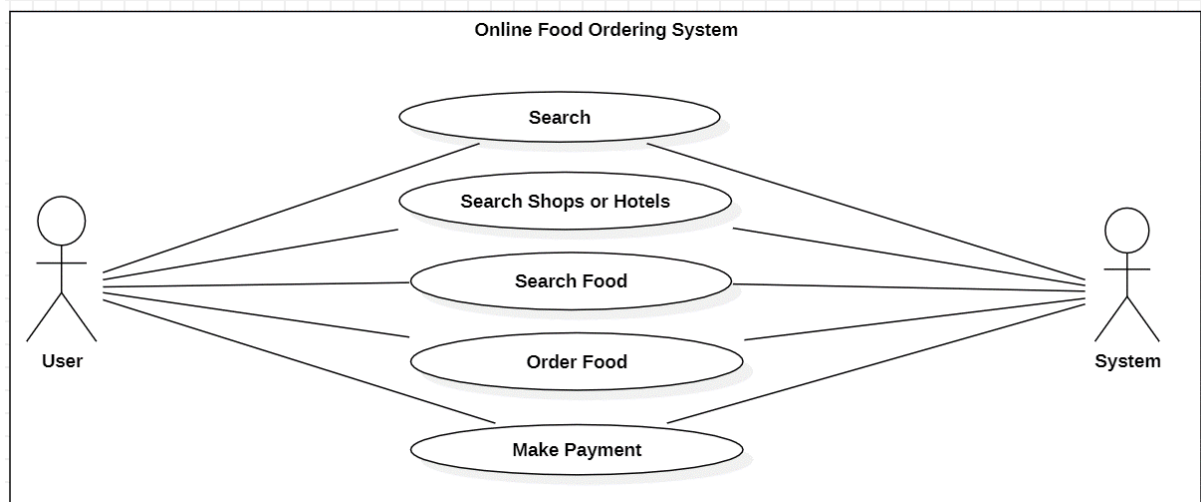 Online Food Ordering System
Search
Search Shops or Hotels
Search Food
Order Food
Make Payment
User
System